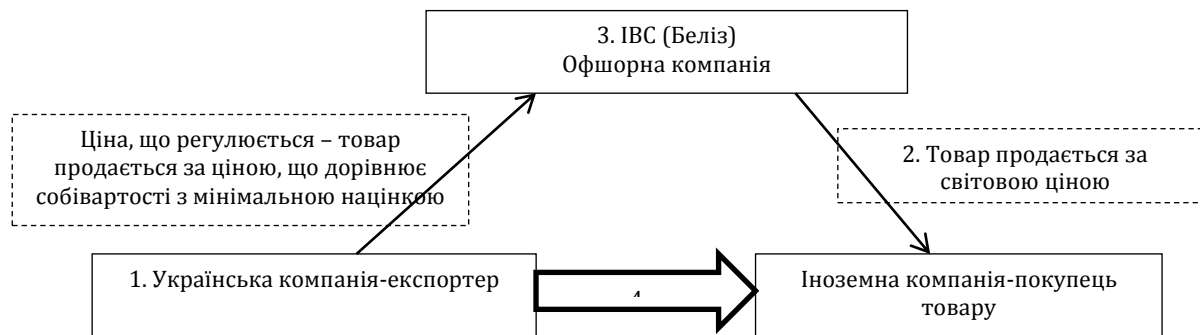 3. IBC (Беліз)
Офшорна компанія
Ціна, що регулюється – товар
продається за ціною, що дорівнює
собівартості з мінімальною націнкою
2. Товар продається за
світовою ціною
1. Українська компанія-експортер
Іноземна компанія-покупець
товару